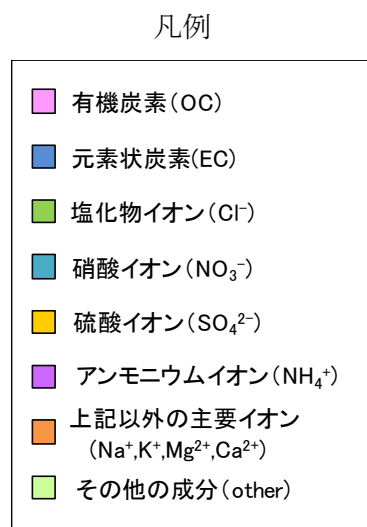 凡例
有機炭素(OC)
元素状炭素(EC)
塩化物イオン(Cl⁻)
硝酸イオン(NO₃⁻)
硫酸イオン(SO₄²⁻)
アンモニウムイオン(NH₄⁺)
上記以外の主要イオン
(Na⁺,K⁺,Mg²⁺,Ca²⁺)
その他の成分(other)